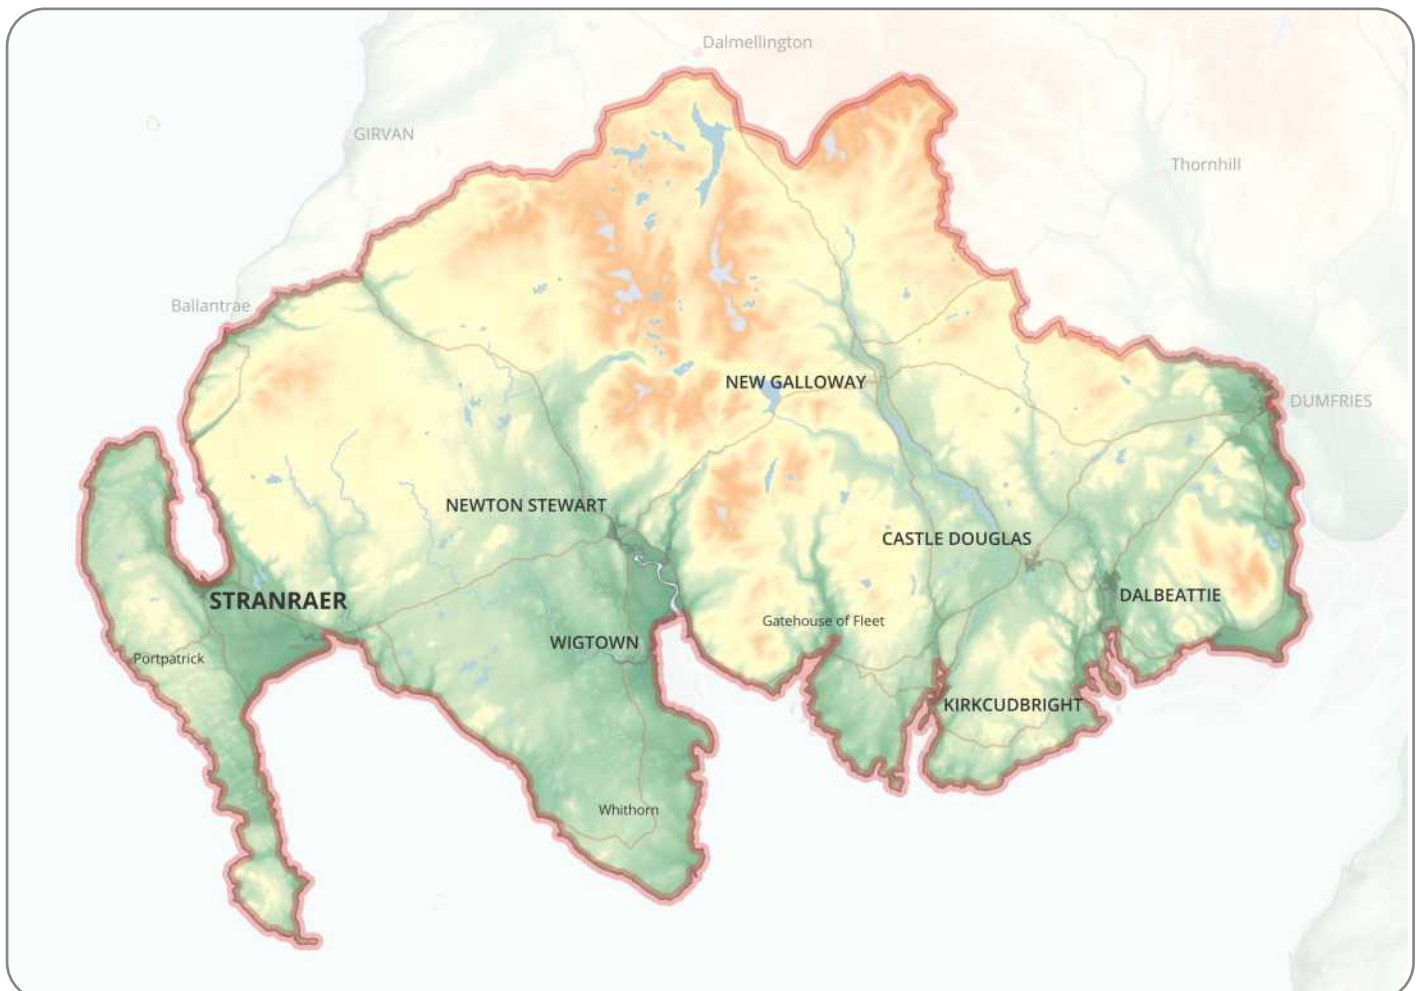 Dalmellington
GIRVAN
Thornhill
Ballantrae
NEW GALLOWAY
DUMFRIES
NEWTON STEWART
CASTLE DOUGLAS
STRANRAER
DALBEATTIE
Gatehouse of Fleet
WIGTOWN
Portpatrick
KIRKCUDBRIGHT
Whithorn